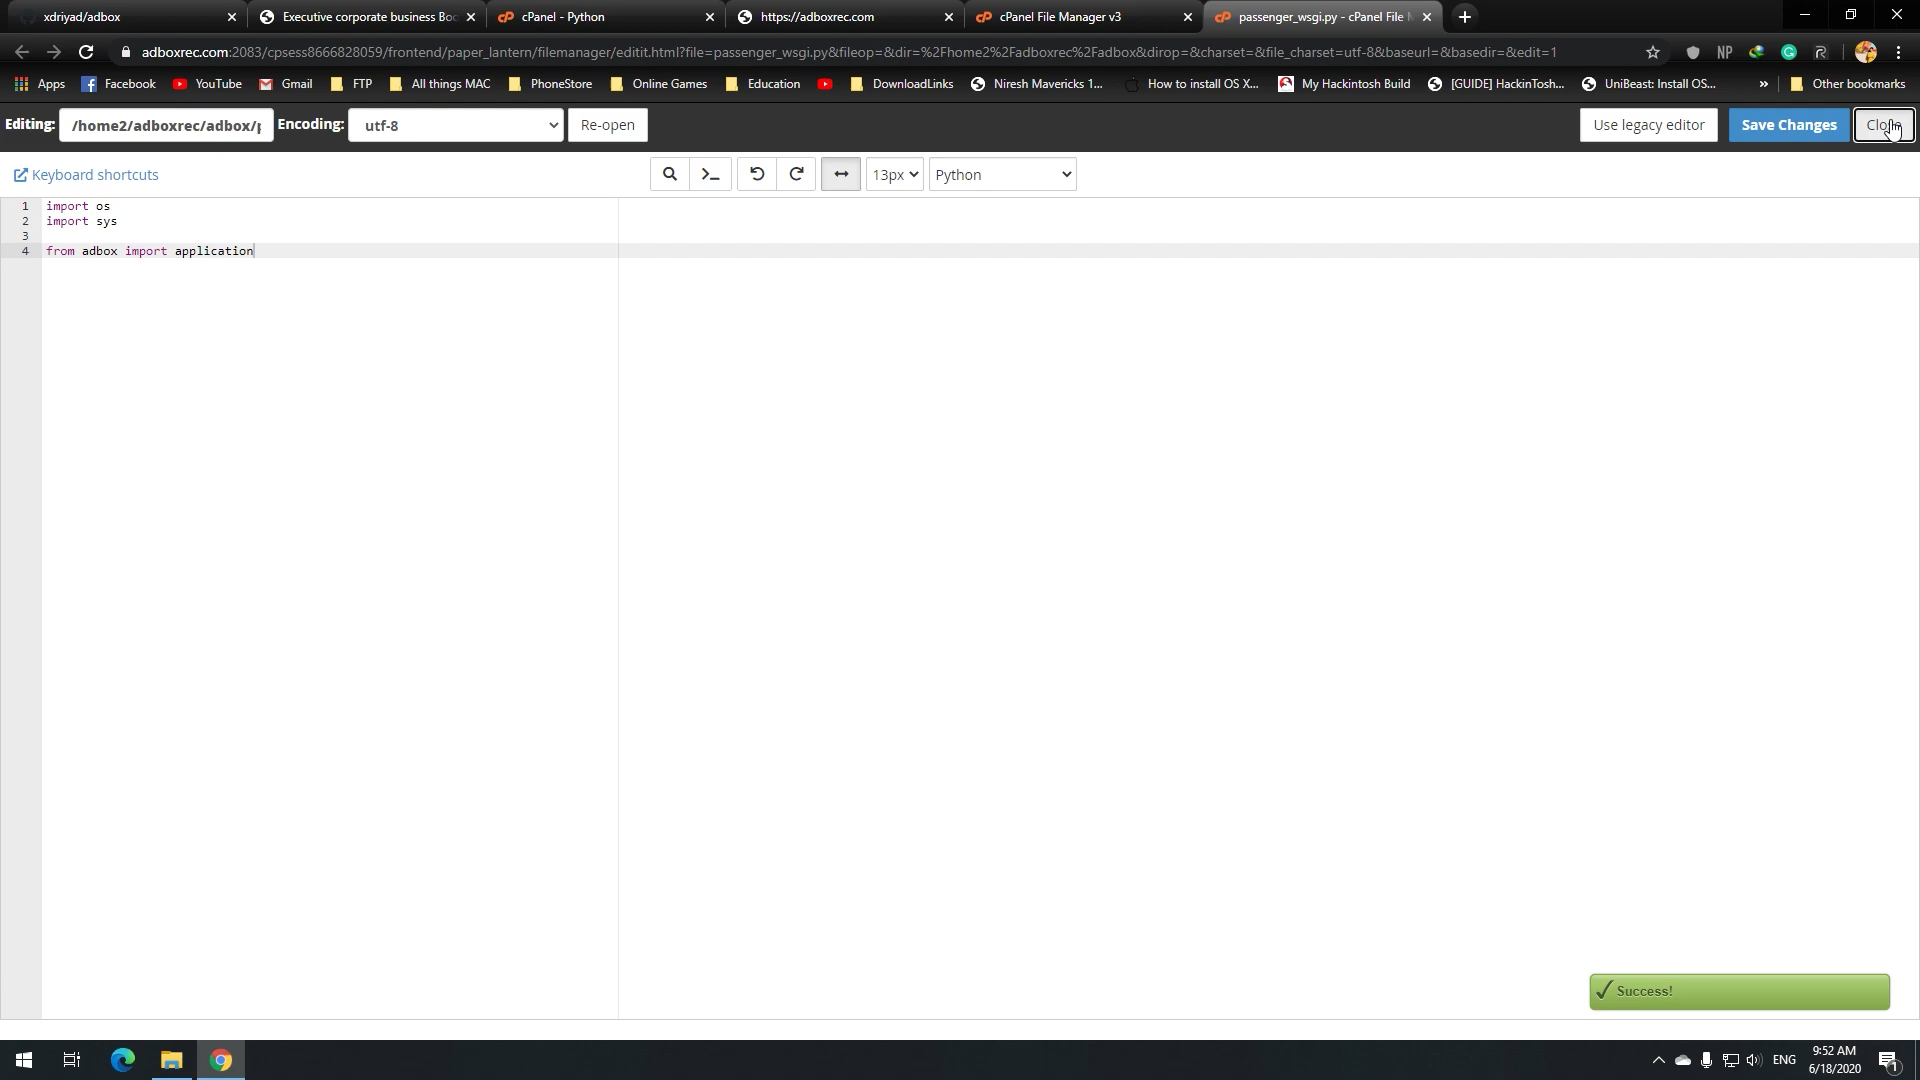 xdriyad/adbox
Executive corporate business Boo
cPanel - Python
https://adboxrec.com
cPanel File Manager v3
passenger_wsgi.py - cPanel File M
adboxrec.com:2083/cpsess8666828059/frontend/paper_lantern/filemanager/editit.html?file=passenger_wsgi.py&fileop=&dir=%2Fhome2%2Fadboxrec%2Fadbox&dirop=&charset=&file_charset=utf-8&baseurl=&basedir=&edit=1
NP
Apps
Facebook
YouTube
Gmail
FTP
All things MAC
PhoneStore
Online Games
Education
DownloadLinks
Niresh Mavericks 1...
How to install OS X...
My Hackintosh Build
[GUIDE] HackinTosh...
UniBeast: Install OS...
»
Other bookmarks
Editing:
/home2/adboxrec/adbox/p
Encoding:
utf-8
Re-open
Use legacy editor
Save Changes
Close
Keyboard shortcuts
13px
Python
1 import os
2 import sys
3
4 from adbox import application
Success!
ENG
9:52 AM
6/18/2020
1